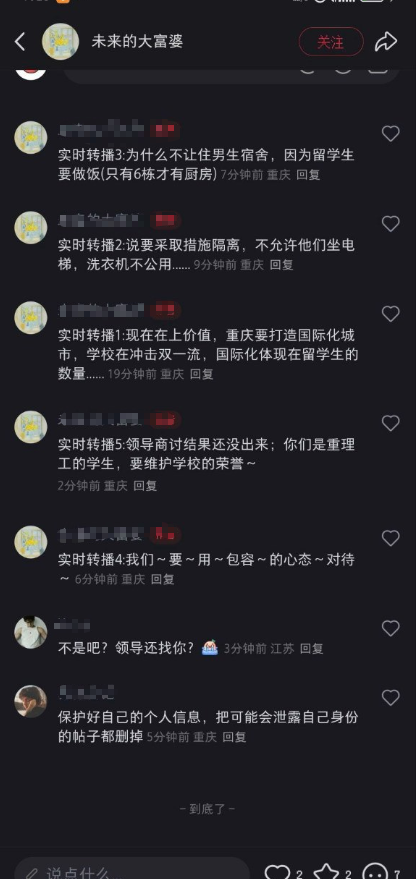 未来的大富婆
关注
实时转播3:为什么不让住男生宿舍，因为留学生
要做饭(只有6栋才有厨房) 7分钟前 重庆 回复
实时转播2:说要采取措施隔离，不允许他们坐电
梯，洗衣机不公用...... 9分钟前 重庆 回复
实时转播1:现在在上价值，重庆要打造国际化城
市，学校在冲击双一流，国际化体现在留学生的
数量...... 19分钟前 重庆 回复
实时转播5:领导商讨结果还没出来；你们是重理
工的学生，要维护学校的荣誉～
2分钟前 重庆 回复
实时转播4:我们～要～用～包容～的心态～对待
～ 6分钟前 重庆 回复
不是吧？领导还找你？ 3分钟前 江苏 回复
保护好自己的个人信息，把可能会泄露自己身份
的帖子都删掉 5分钟前 重庆 回复
- 到底了 -
说点什么 2 2 7